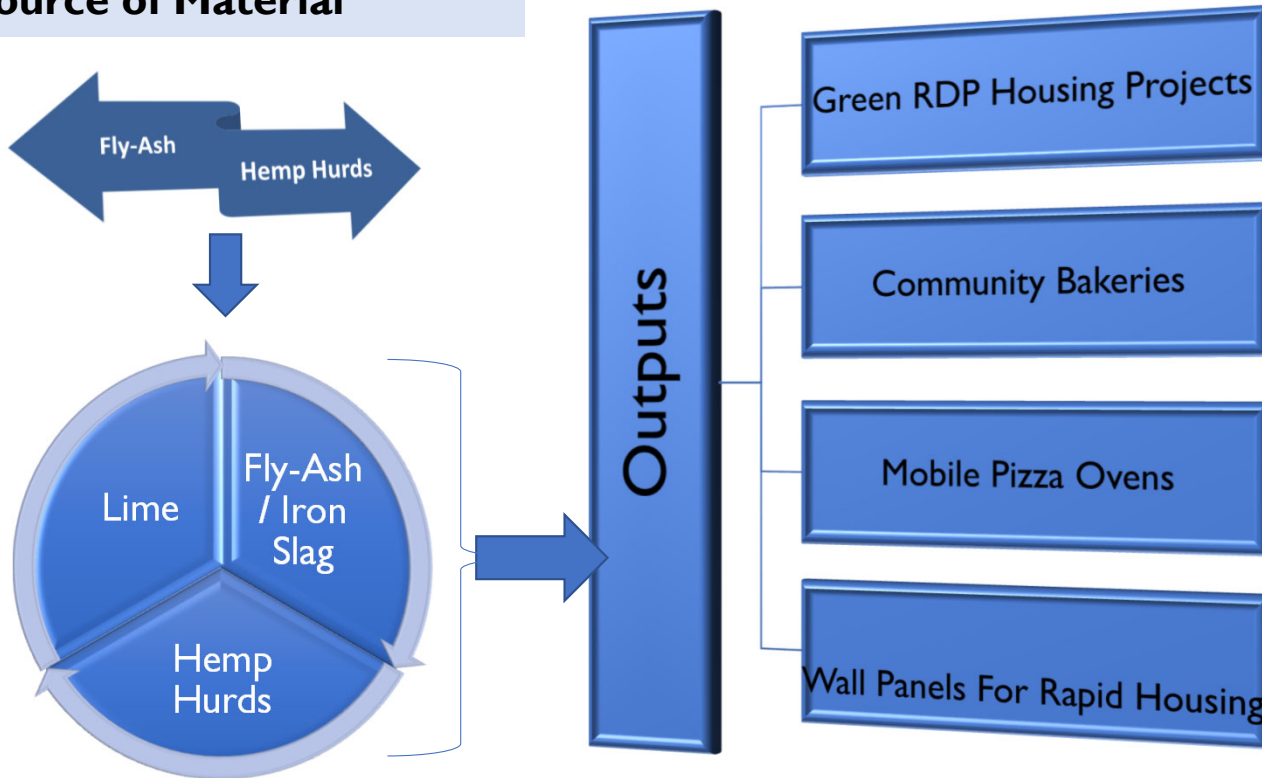 ource of Material
Fly-Ash
Hemp Hurds
Lime
Fly-Ash
/ Iron
Slag
Hemp
Hurds
Outputs
Green RDP Housing Projects
Community Bakeries
Mobile Pizza Ovens
Wall Panels For Rapid Housing